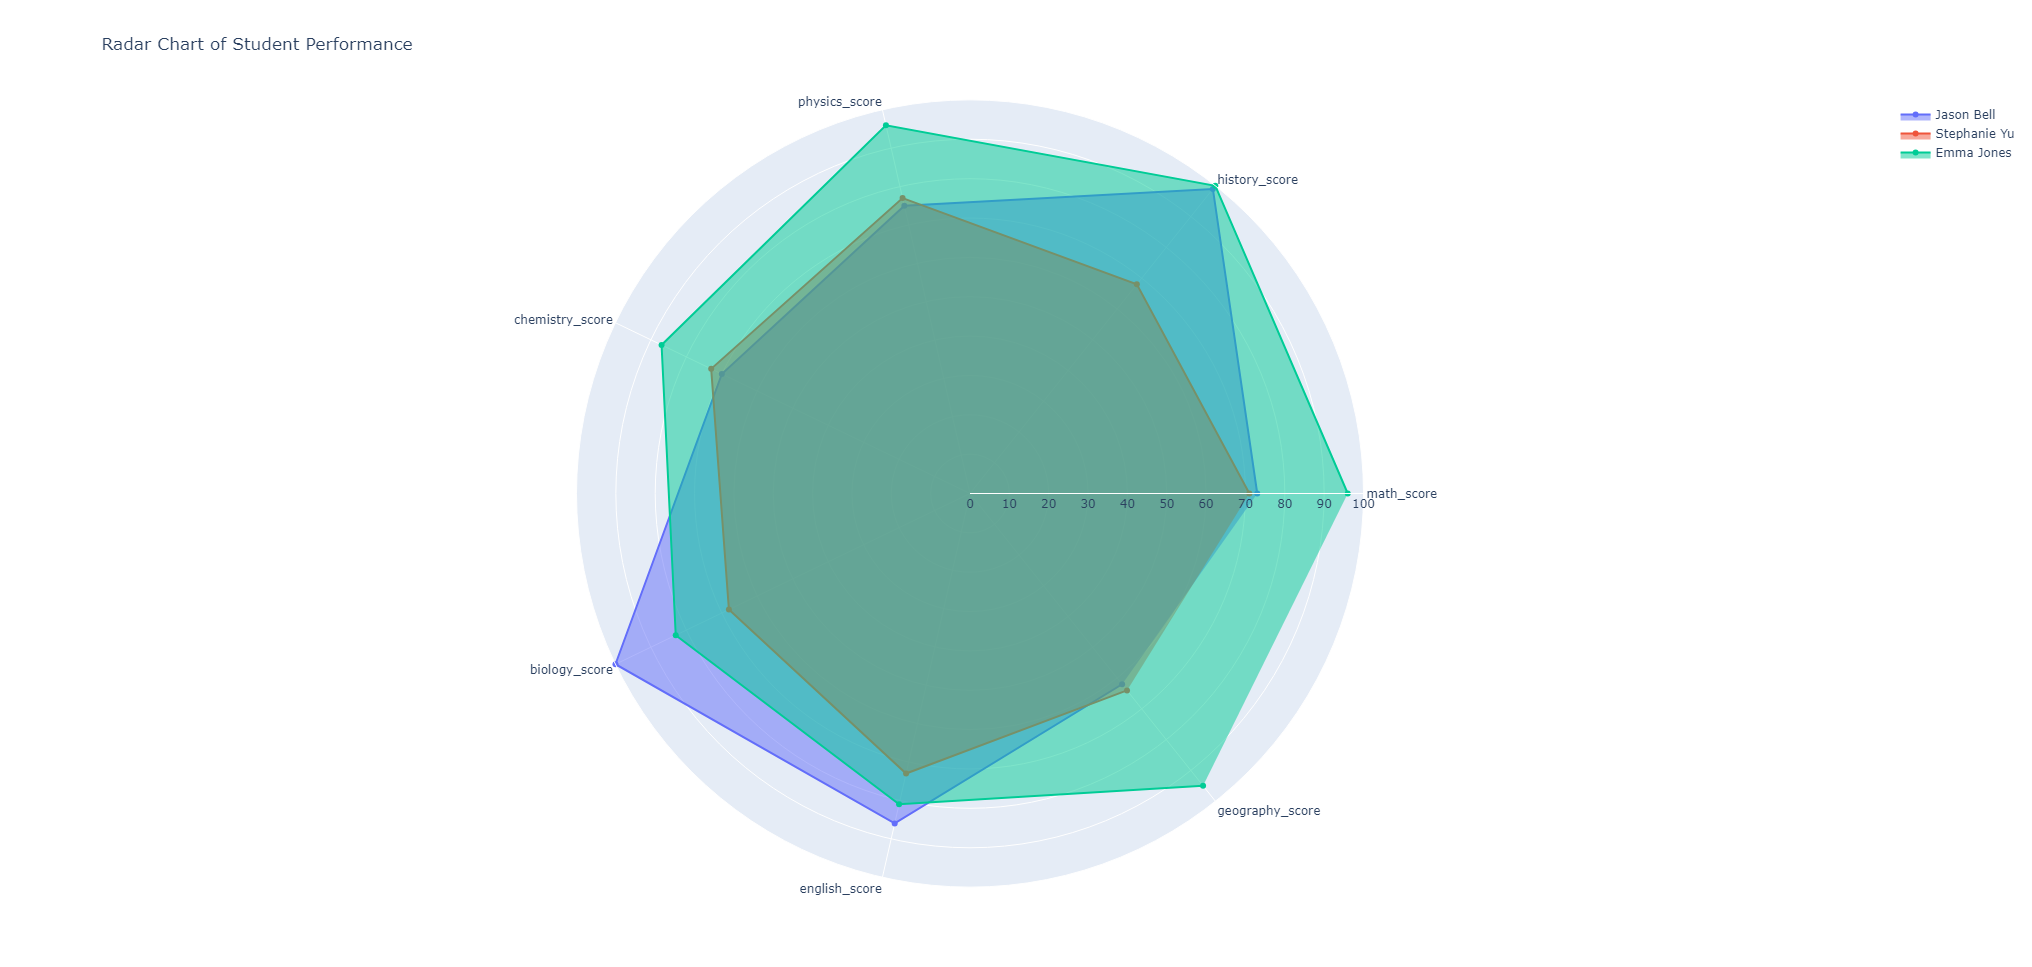 Radar Chart of Student Performance
physics_score
Jason Bell
Stephanie Yu
Emma Jones
history_score
chemistry_score
math_score
0 10 20 30 40 50 60 70 80 90 100
biology_score
geography_score
english_score